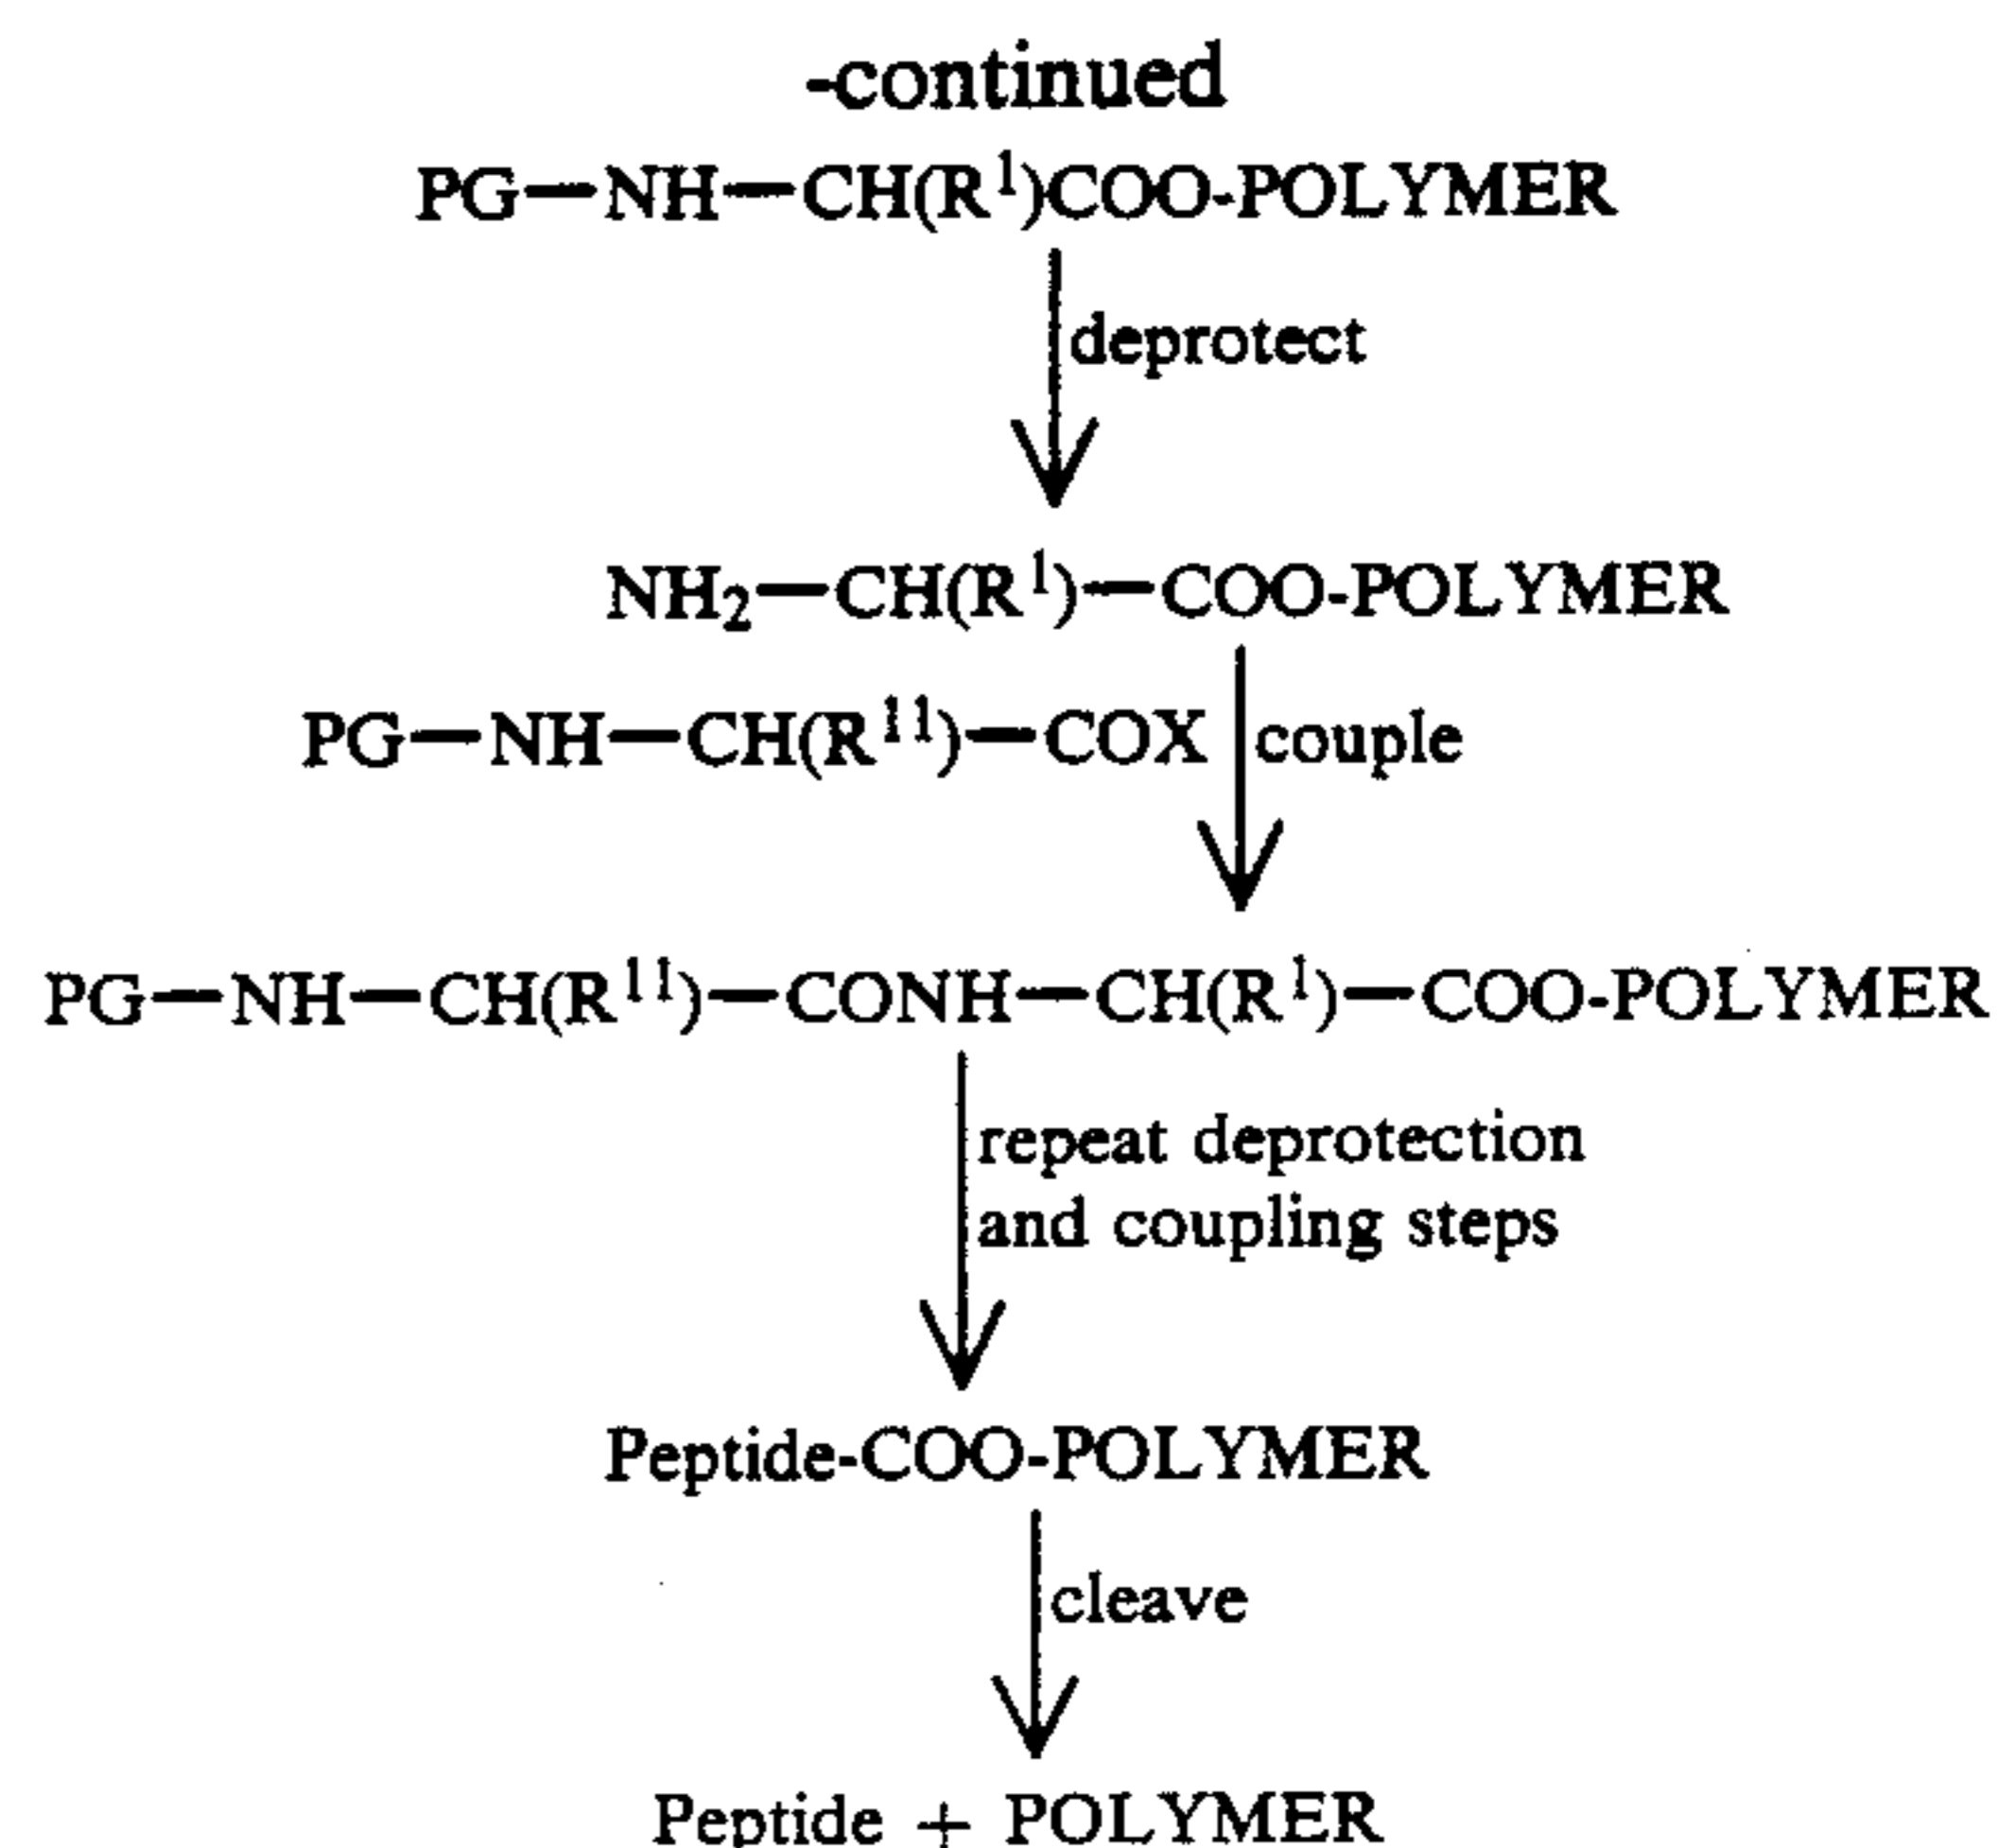 -continued
PG—NH—CH(R¹)COO-POLYMER
deprotect
NH₂—CH(R¹)—COO-POLYMER
PG—NH—CH(R¹¹)—COX
couple
PG—NH—CH(R¹¹)—CONH—CH(R¹)—COO-POLYMER
repeat deprotection
and coupling steps
Peptide-COO-POLYMER
cleave
Peptide + POLYMER